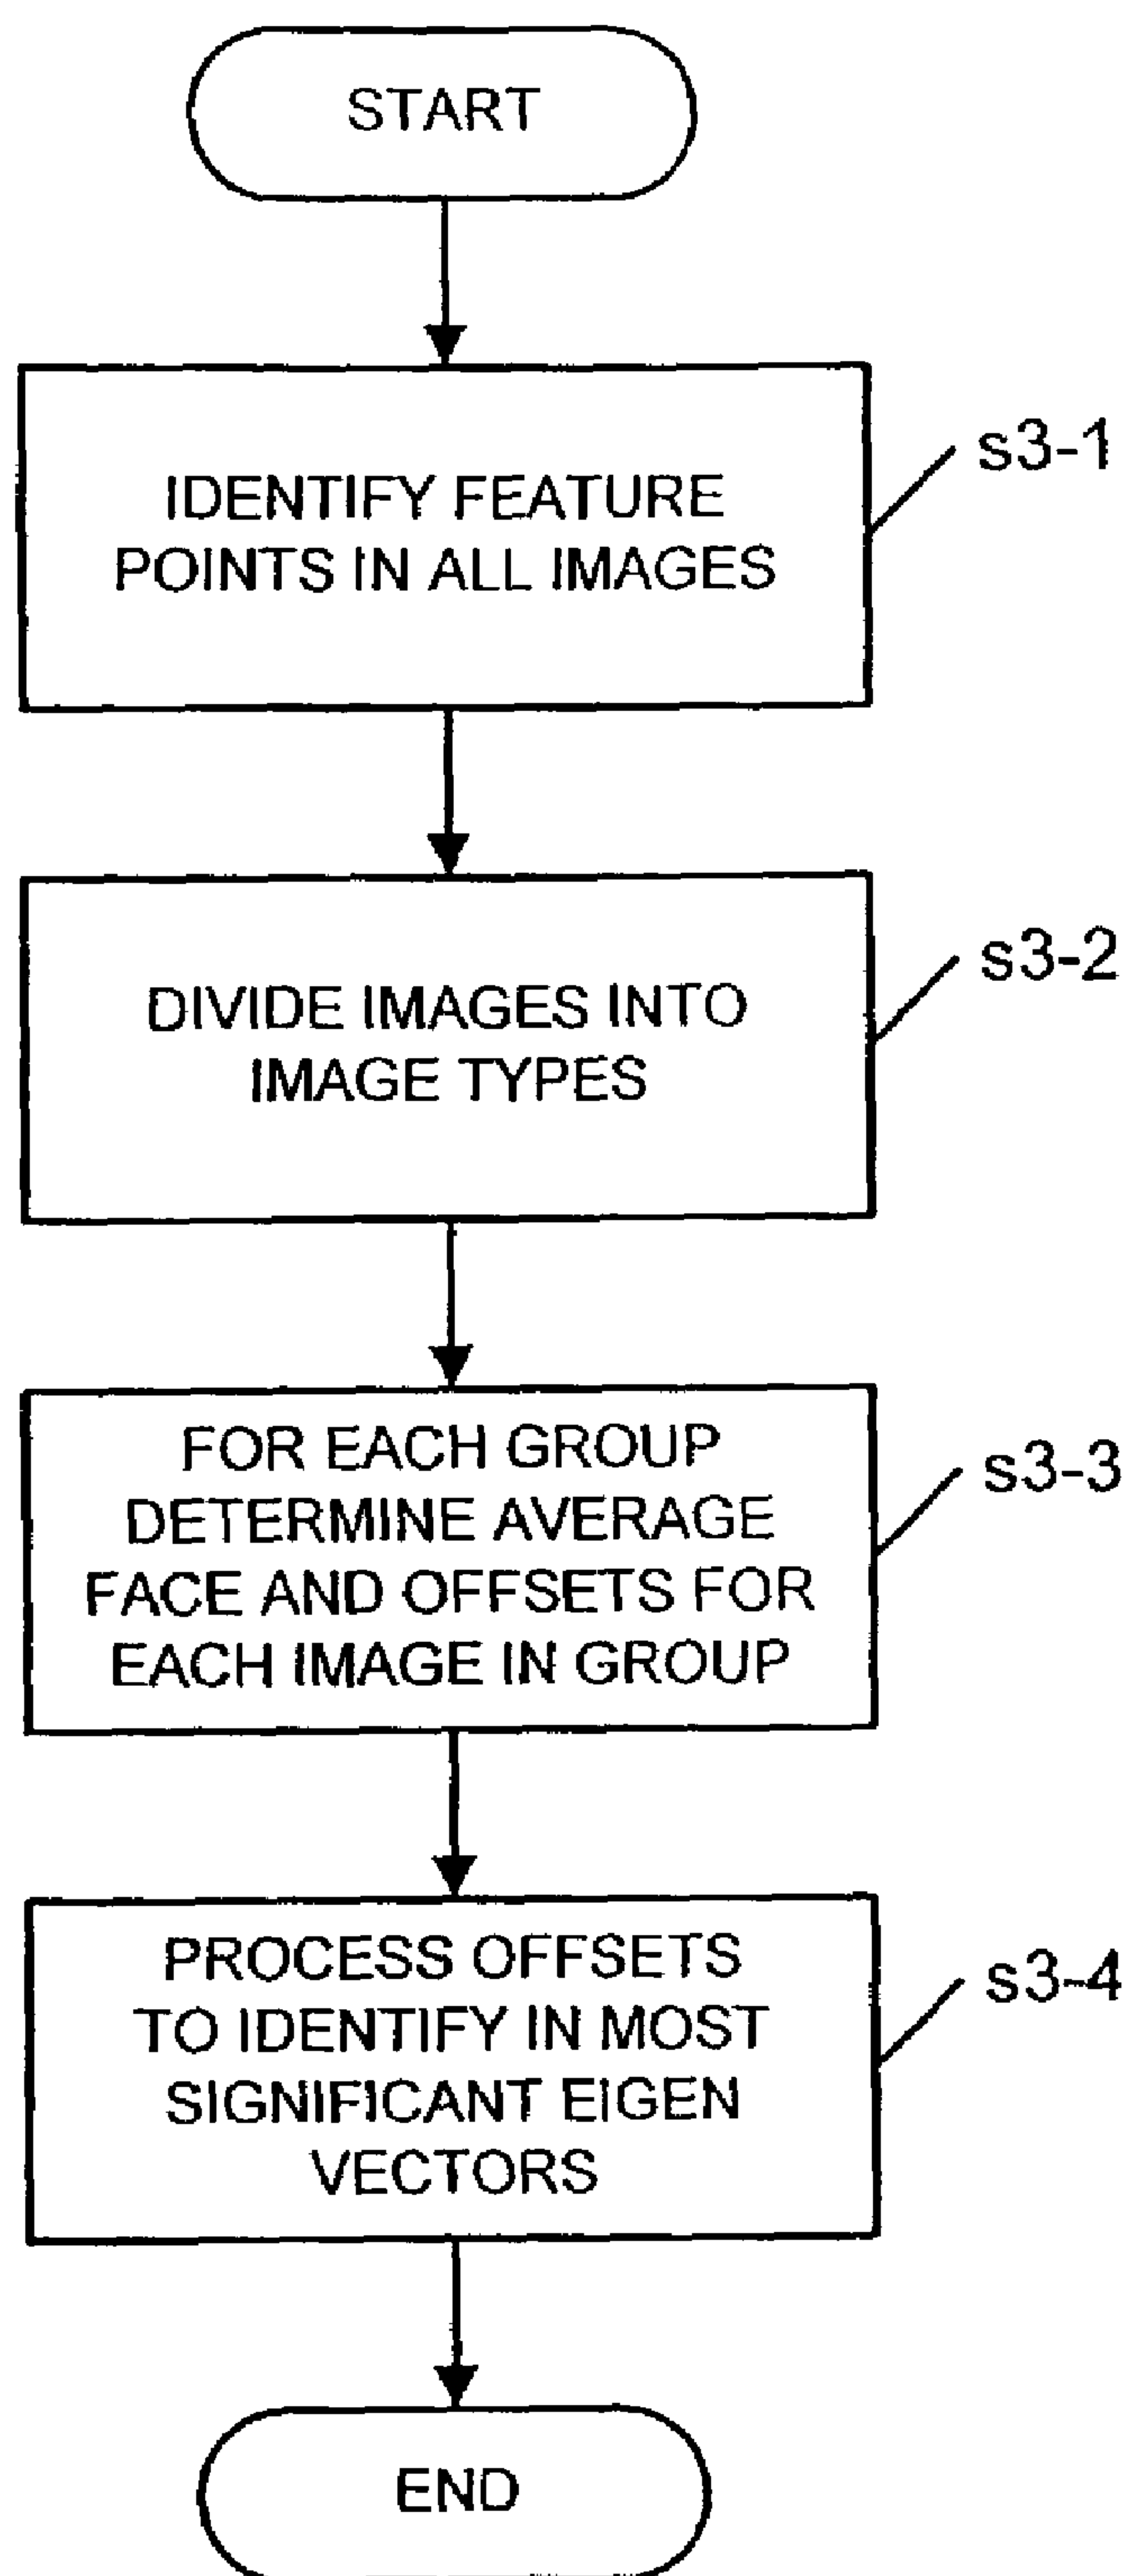 START
IDENTIFY FEATURE
POINTS IN ALL IMAGES
s3-1
DIVIDE IMAGES INTO
IMAGE TYPES
s3-2
FOR EACH GROUP
DETERMINE AVERAGE
FACE AND OFFSETS FOR
EACH IMAGE IN GROUP
s3-3
PROCESS OFFSETS
TO IDENTIFY IN MOST
SIGNIFICANT EIGEN
VECTORS
s3-4
END